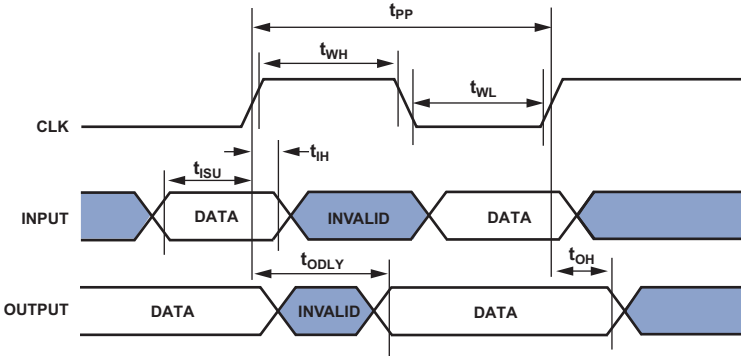 tPP
tWH
tWL
CLK
tISU
tIH
INPUT
DATA
INVALID
DATA
tODLY
tOH
OUTPUT
DATA
INVALID
DATA